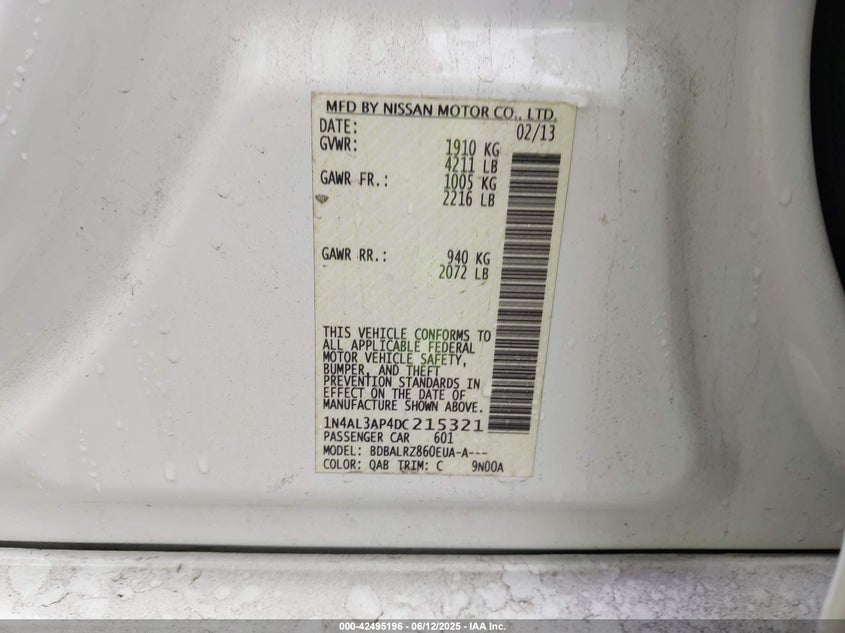 MFD BY NISSAN MOTOR CO., LTD.
DATE: 02/13
GVWR: 1910 KG
4211 LB
GAWR FR.: 1005 KG
2216 LB
GAWR RR.: 940 KG
2072 LB
THIS VEHICLE CONFORMS TO
ALL APPLICABLE FEDERAL
MOTOR VEHICLE SAFETY,
BUMPER, AND THEFT
PREVENTION STANDARDS IN
EFFECT ON THE DATE OF
MANUFACTURE SHOWN ABOVE.
1N4AL3AP4DC215321
PASSENGER CAR 601
MODEL: BDBALRZ860EUA-A---
COLOR: QAB TRIM: C 9N00A
000-42495196 - 06/12/2025 - IAA Inc.